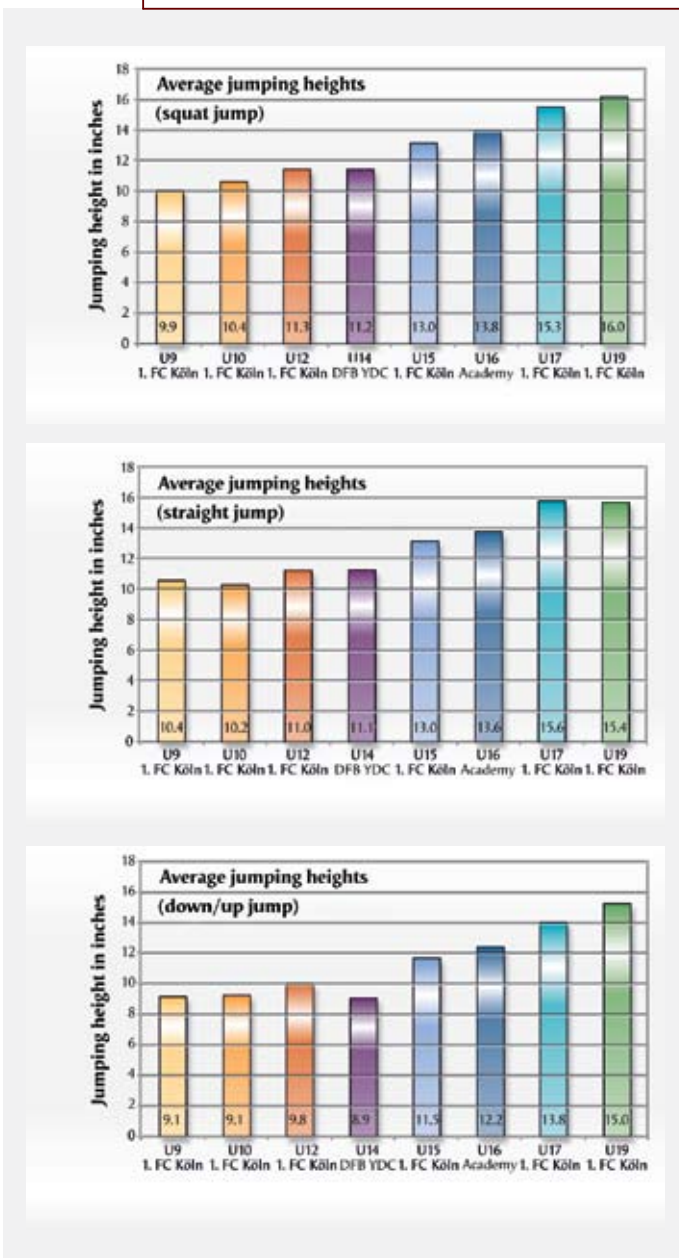 Average jumping heights
(squat jump)
Jumping height in inches
18
16
14
12
10
8
6
4
2
0
9.9 10.4 11.3 11.2 13.0 13.8 15.3 16.0
U9 U10 U12 U14 U15 U16 U17 U19
1. FC Köln 1. FC Köln 1. FC Köln DFB YDC 1. FC Köln Academy 1. FC Köln 1. FC Köln
Average jumping heights
(straight jump)
Jumping height in inches
18
16
14
12
10
8
6
4
2
0
10.4 10.2 11.0 11.1 13.0 13.6 15.6 15.4
U9 U10 U12 U14 U15 U16 U17 U19
1. FC Köln 1. FC Köln 1. FC Köln DFB YDC 1. FC Köln Academy 1. FC Köln 1. FC Köln
Average jumping heights
(down/up jump)
Jumping height in inches
18
16
14
12
10
8
6
4
2
0
9.1 9.1 9.8 8.9 11.5 12.2 13.8 15.0
U9 U10 U12 U14 U15 U16 U17 U19
1. FC Köln 1. FC Köln 1. FC Köln DFB YDC 1. FC Köln Academy 1. FC Köln 1. FC Köln